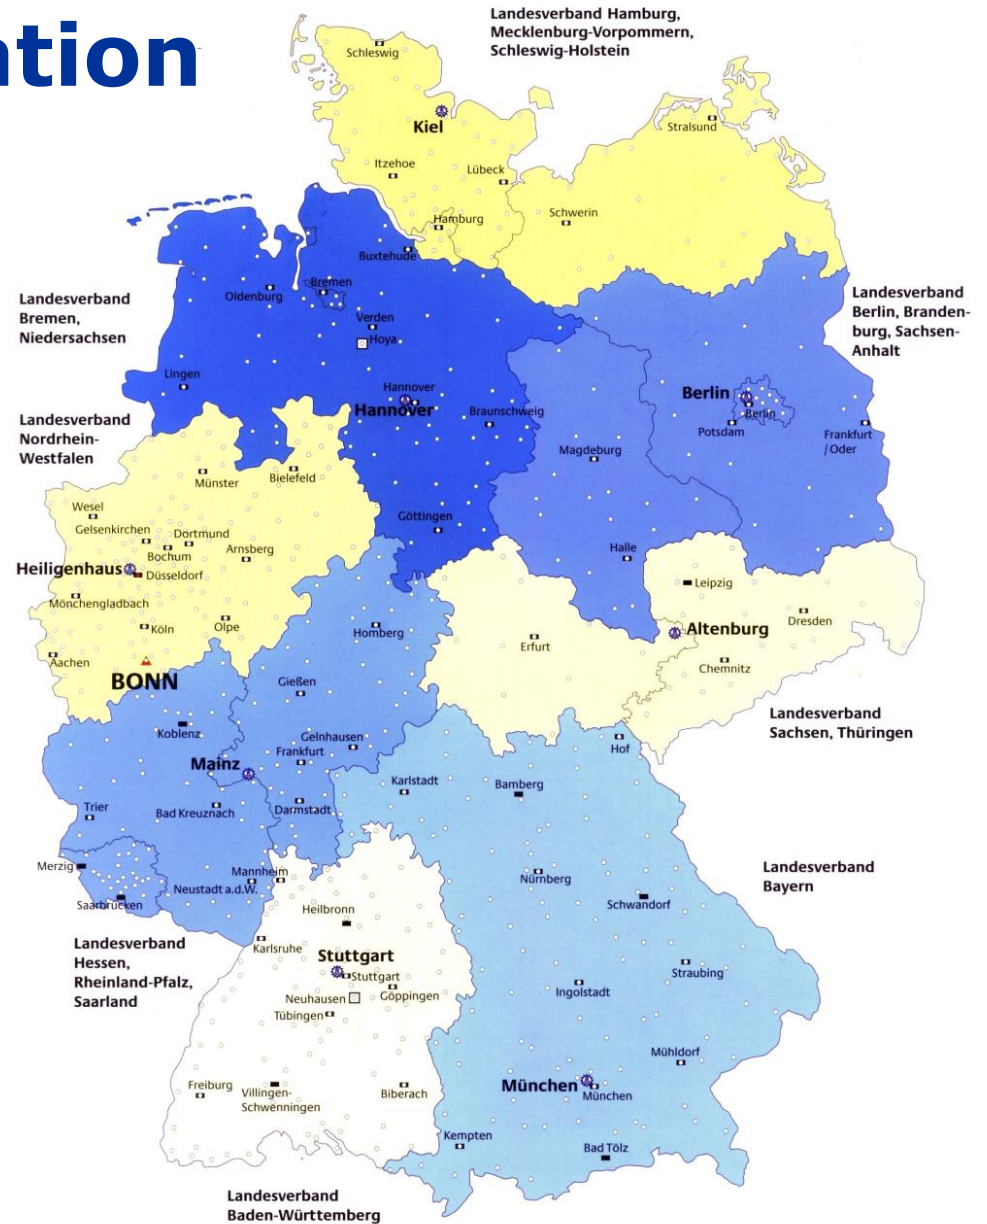 ation
Landesverband Hamburg,
Mecklenburg-Vorpommern,
Schleswig-Holstein
Schleswig
Kiel
Stralsund
Itzehoe
Lübeck
Schwerin
Hamburg
Buxtehude
Landesverband
Bremen,
Niedersachsen
Oldenburg
Bremen
Verden
Hoya
Landesverband
Berlin, Branden-
burg, Sachsen-
Anhalt
Lingen
Hannover
Hannover
Braunschweig
Berlin
Berlin
Potsdam
Frankfurt
/Oder
Landesverband
Nordrhein-
Westfalen
Magdeburg
Münster
Bielefeld
Wesel
Gelsenkirchen
Dortmund
Bochum
Arnsberg
Göttingen
Halle
Heiligenhaus
Düsseldorf
Leipzig
Mönchengladbach
Köln
Olpe
Homberg
Erfurt
Altenburg
Dresden
Chemnitz
Aachen
BONN
Gießen
Landesverband
Sachsen, Thüringen
Koblenz
Gelnhausen
Frankfurt
Hof
Mainz
Karlstadt
Bamberg
Trier
Bad Kreuznach
Darmstadt
Merzig
Mannheim
Neustadt a.d.W.
Nürnberg
Landesverband
Bayern
Saarbrücken
Heilbronn
Schwandorf
Landesverband
Hessen,
Rheinland-Pfalz,
Saarland
Karlsruhe
Stuttgart
Stuttgart
Göppingen
Neuhausen
Tübingen
Straubing
Ingolstadt
Mühldorf
Freiburg
Villingen-
Schwenningen
Biberach
München
München
Kempten
Bad Tölz
Landesverband
Baden-Württemberg